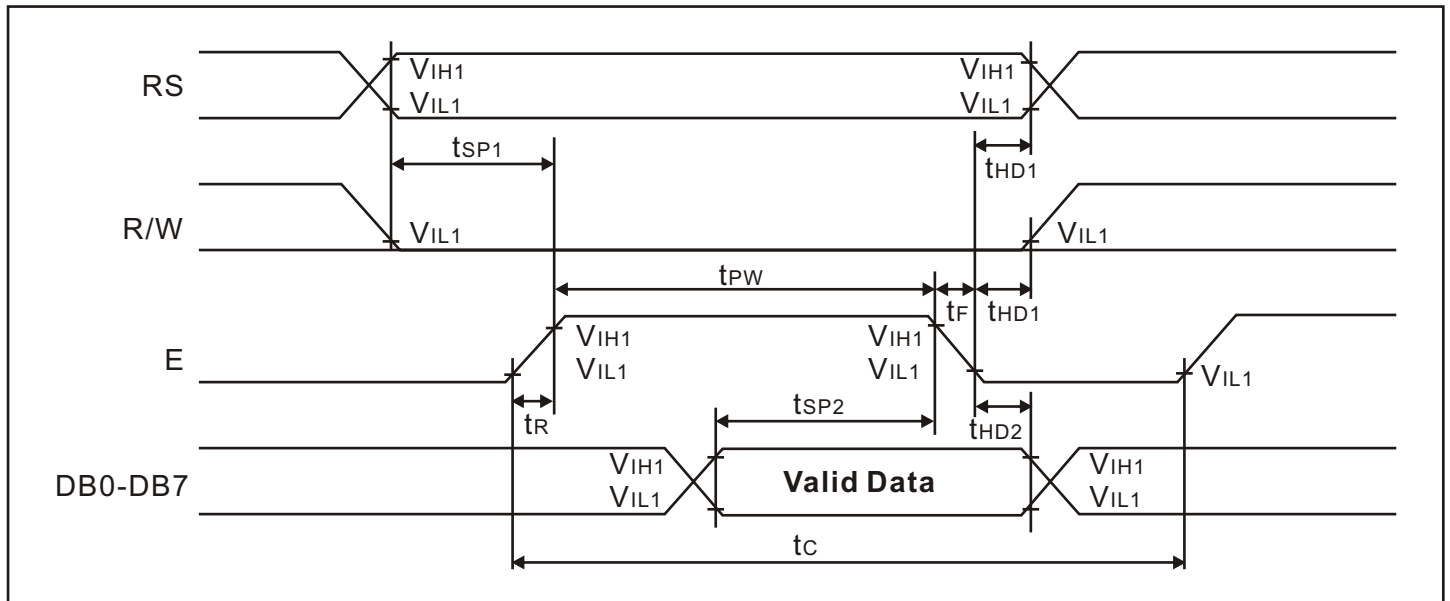 RS
VIH1 VIH1
VIL1 VIL1
tSP1 tHD1
R/W VIL1 VIL1
tPW tF tHD1
E VIH1 VIH1
VIL1 VIL1 VIL1
tR tSP2 tHD2
DB0-DB7 VIH1 Valid Data VIH1
VIL1 VIL1
tC